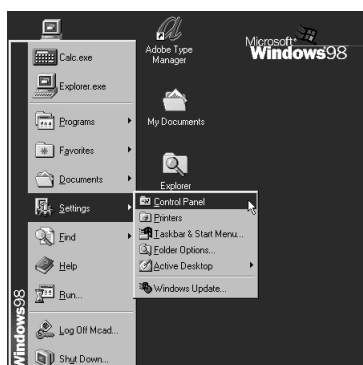 Adobe Type
Manager
Microsoft
Windows98
Calc.exe
Explorer.exe
Programs
My Documents
Favorites
Documents
Explorer
Settings
Control Panel
Printers
Taskbar & Start Menu...
Folder Options...
Active Desktop
Windows Update...
Find
Help
Run...
Log Off Mcad...
Shut Down...
Windows98